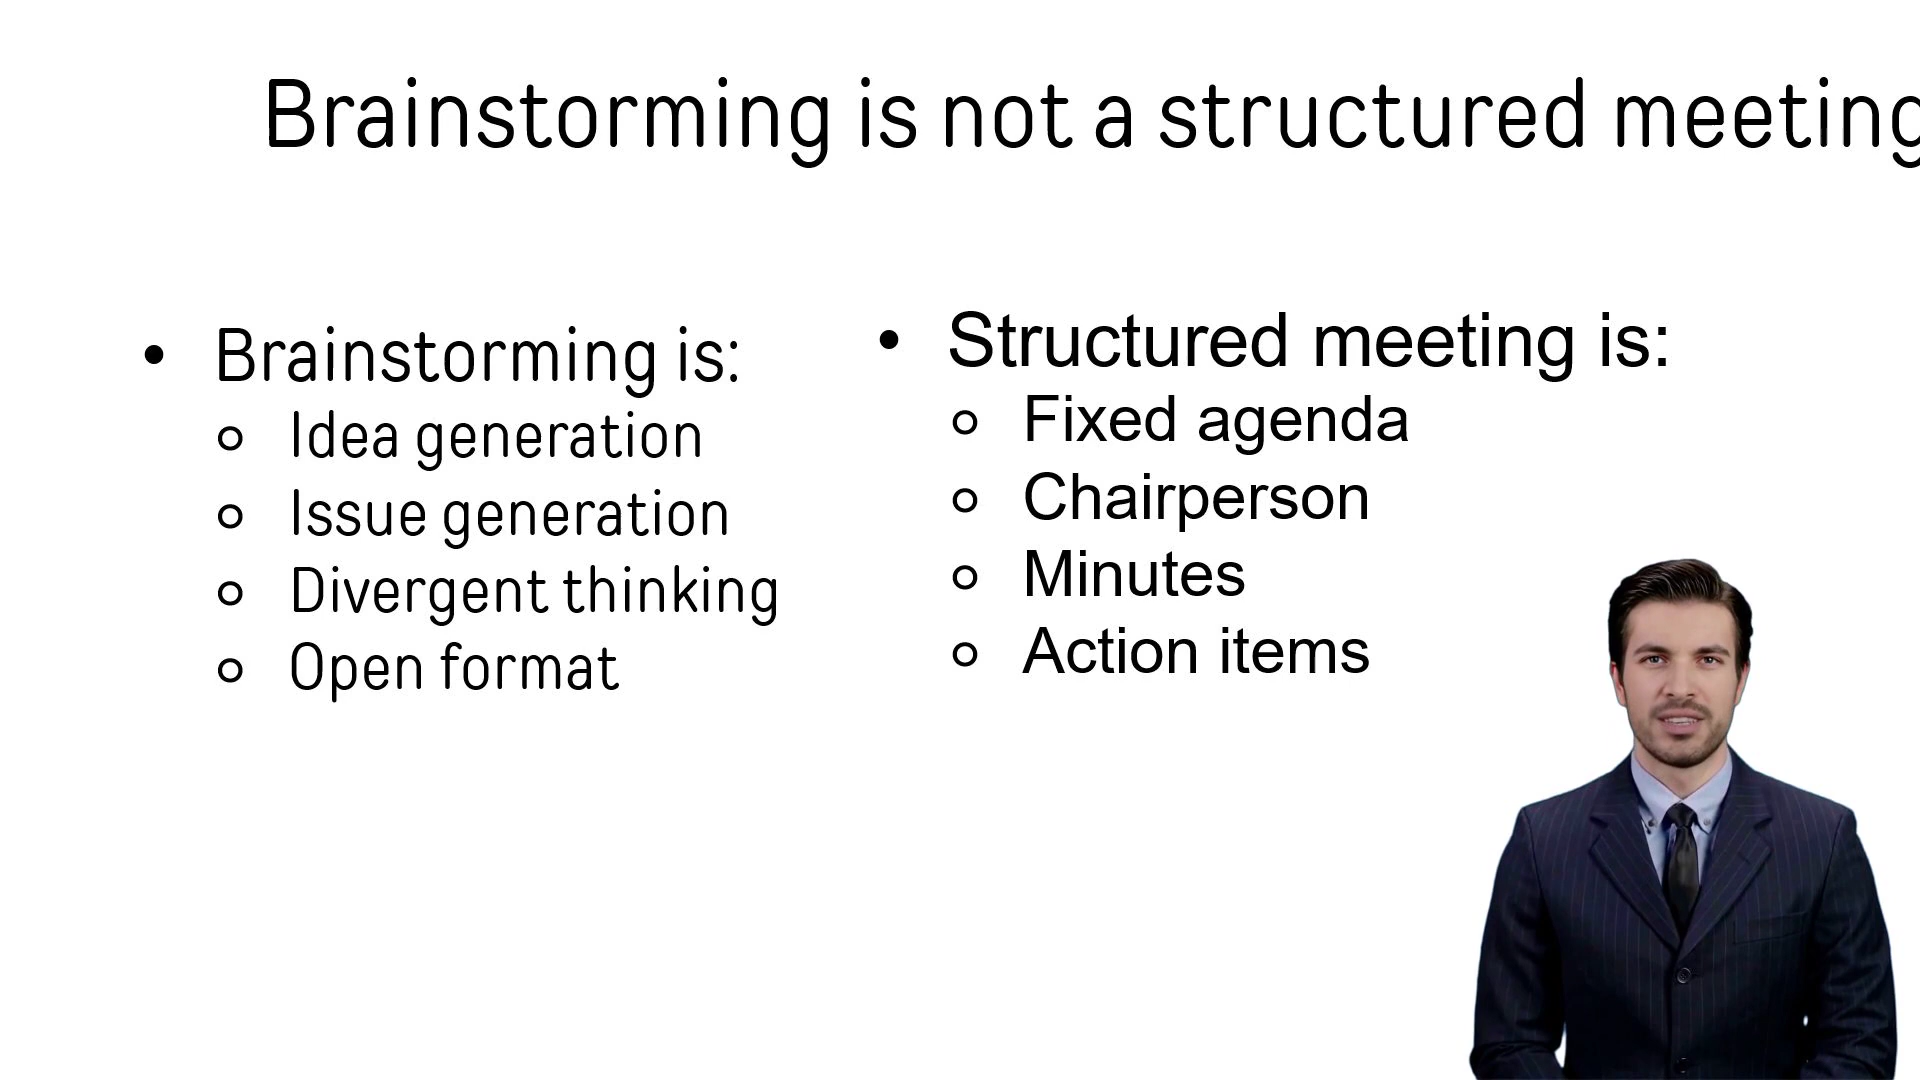 Brainstorming is not a structured meeting
• Brainstorming is:
○ Idea generation
○ Issue generation
○ Divergent thinking
○ Open format
• Structured meeting is:
○ Fixed agenda
○ Chairperson
○ Minutes
○ Action items